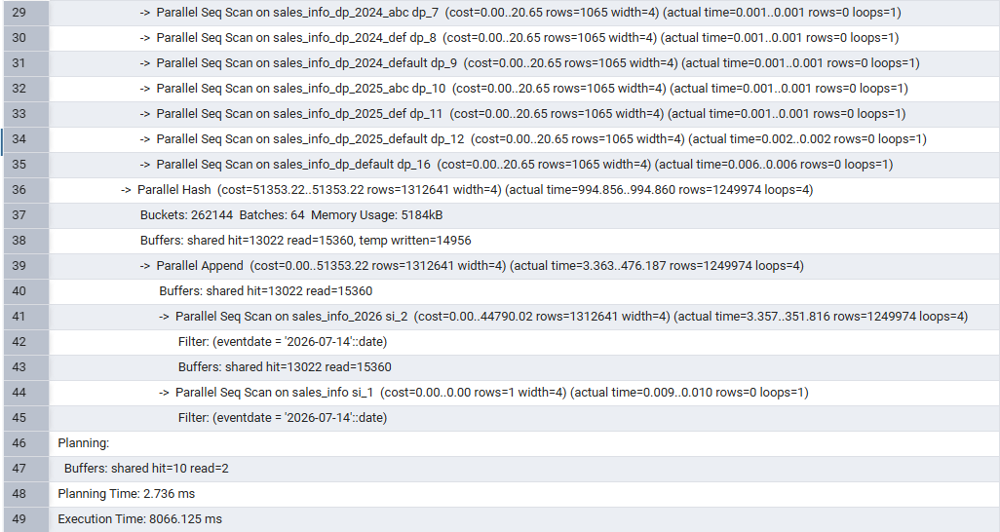 29 -> Parallel Seq Scan on sales_info_dp_2024_abc dp_7 (cost=0.00..20.65 rows=1065 width=4) (actual time=0.001..0.001 rows=0 loops=1)
30 -> Parallel Seq Scan on sales_info_dp_2024_def dp_8 (cost=0.00..20.65 rows=1065 width=4) (actual time=0.001..0.001 rows=0 loops=1)
31 -> Parallel Seq Scan on sales_info_dp_2024_default dp_9 (cost=0.00..20.65 rows=1065 width=4) (actual time=0.001..0.001 rows=0 loops=1)
32 -> Parallel Seq Scan on sales_info_dp_2025_abc dp_10 (cost=0.00..20.65 rows=1065 width=4) (actual time=0.001..0.001 rows=0 loops=1)
33 -> Parallel Seq Scan on sales_info_dp_2025_def dp_11 (cost=0.00..20.65 rows=1065 width=4) (actual time=0.001..0.001 rows=0 loops=1)
34 -> Parallel Seq Scan on sales_info_dp_2025_default dp_12 (cost=0.00..20.65 rows=1065 width=4) (actual time=0.002..0.002 rows=0 loops=1)
35 -> Parallel Seq Scan on sales_info_dp_default dp_16 (cost=0.00..20.65 rows=1065 width=4) (actual time=0.006..0.006 rows=0 loops=1)
36 -> Parallel Hash (cost=51353.22..51353.22 rows=1312641 width=4) (actual time=994.856..994.860 rows=1249974 loops=4)
37 Buckets: 262144 Batches: 64 Memory Usage: 5184kB
38 Buffers: shared hit=13022 read=15360, temp written=14956
39 -> Parallel Append (cost=0.00..51353.22 rows=1312641 width=4) (actual time=3.363..476.187 rows=1249974 loops=4)
40 Buffers: shared hit=13022 read=15360
41 -> Parallel Seq Scan on sales_info_2026 si_2 (cost=0.00..44790.02 rows=1312641 width=4) (actual time=3.357..351.816 rows=1249974 loops=4)
42 Filter: (eventdate = '2026-07-14'::date)
43 Buffers: shared hit=13022 read=15360
44 -> Parallel Seq Scan on sales_info si_1 (cost=0.00..0.00 rows=1 width=4) (actual time=0.009..0.010 rows=0 loops=1)
45 Filter: (eventdate = '2026-07-14'::date)
46 Planning:
47 Buffers: shared hit=10 read=2
48 Planning Time: 2.736 ms
49 Execution Time: 8066.125 ms